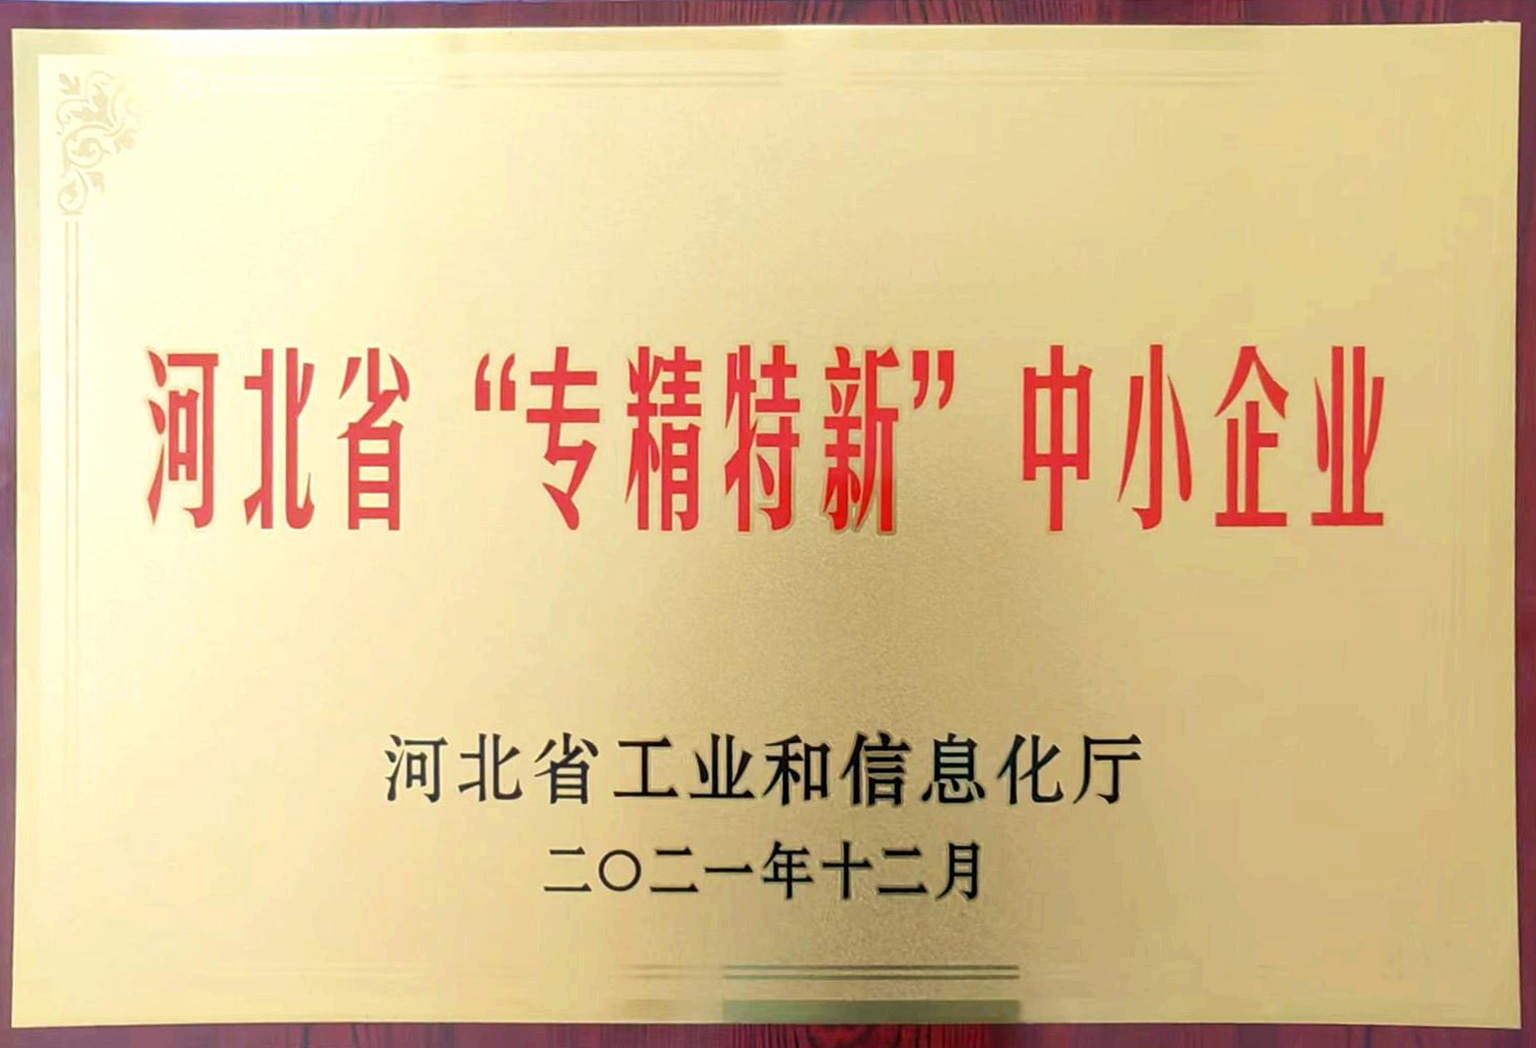 河北省“专精特新”中小企业
河北省工业和信息化厅
二〇二一年十二月